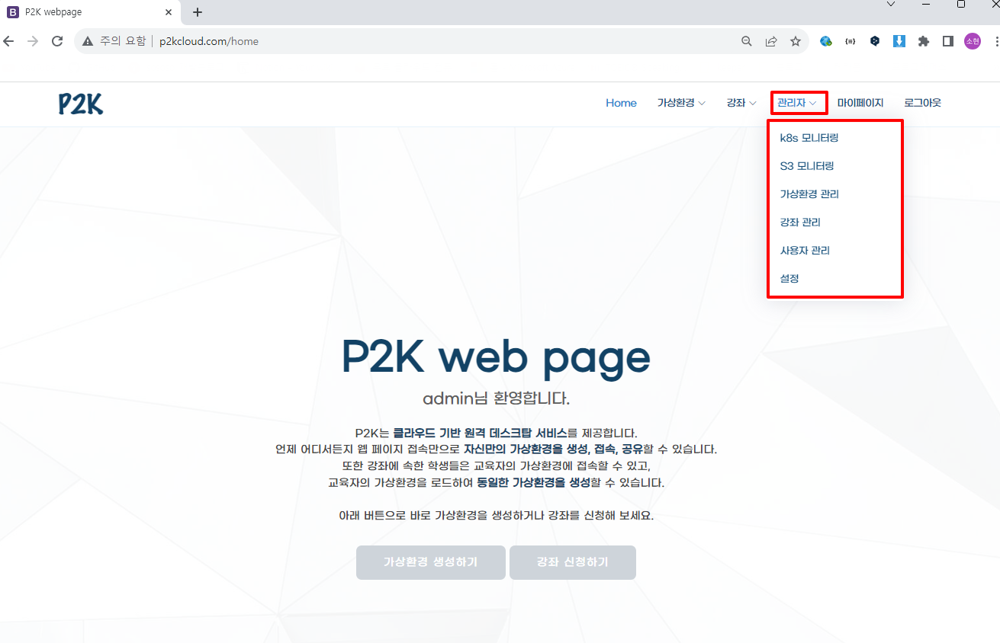 P2K webpage
주의 요함 p2kcloud.com/home
소현
P2K
Home 가상환경 강좌 관리자 마이페이지 로그아웃
k8s 모니터링
S3 모니터링
가상환경 관리
강좌 관리
사용자 관리
설정
P2K web page
admin님 환영합니다.
P2K는 클라우드 기반 원격 데스크탑 서비스를 제공합니다.
언제 어디서든지 웹 페이지 접속만으로 자신만의 가상환경을 생성, 접속, 공유할 수 있습니다.
또한 강좌에 속한 학생들은 교육자의 가상환경에 접속할 수 있고,
교육자의 가상환경을 로드하여 동일한 가상환경을 생성할 수 있습니다.
아래 버튼으로 바로 가상환경을 생성하거나 강좌를 신청해 보세요.
가상환경 생성하기 강좌 신청하기